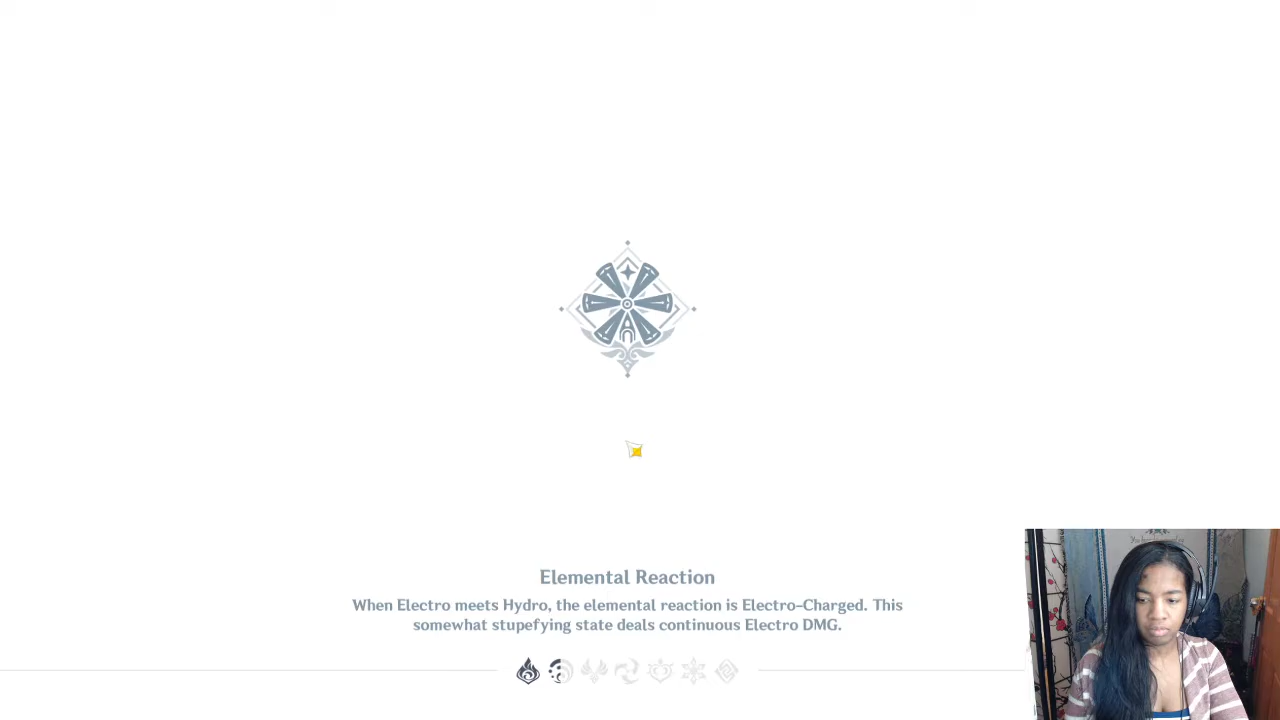 Elemental Reaction
When Electro meets Hydro, the elemental reaction is Electro-Charged. This
somewhat stupefying state deals continuous Electro DMG.